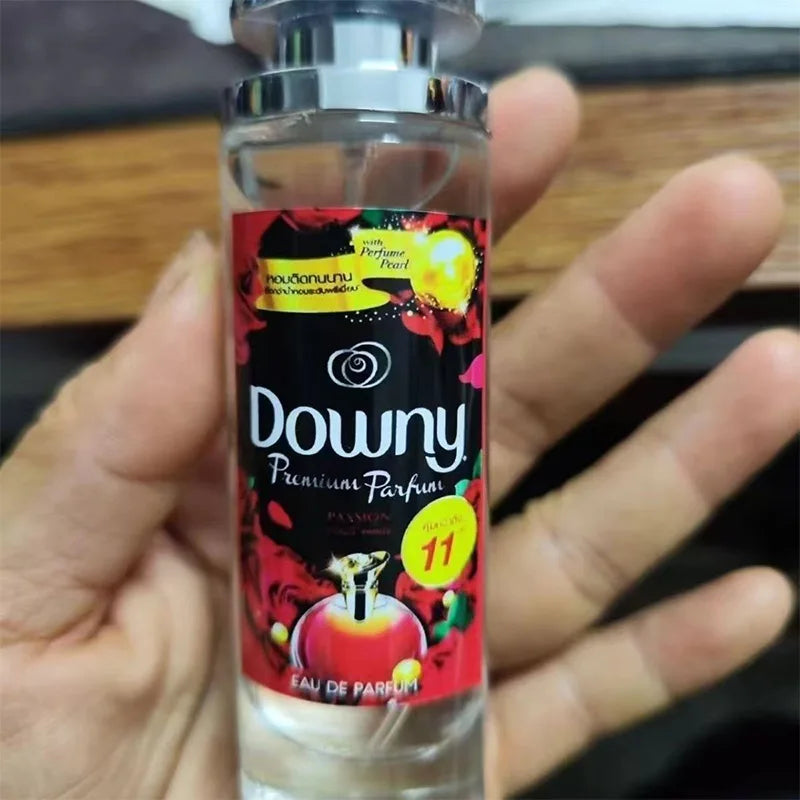 with
Perfume
Pearl
หอมติดทนนาน
Downy
Premium Parfum
PASSION
11
EAU DE PARFUM